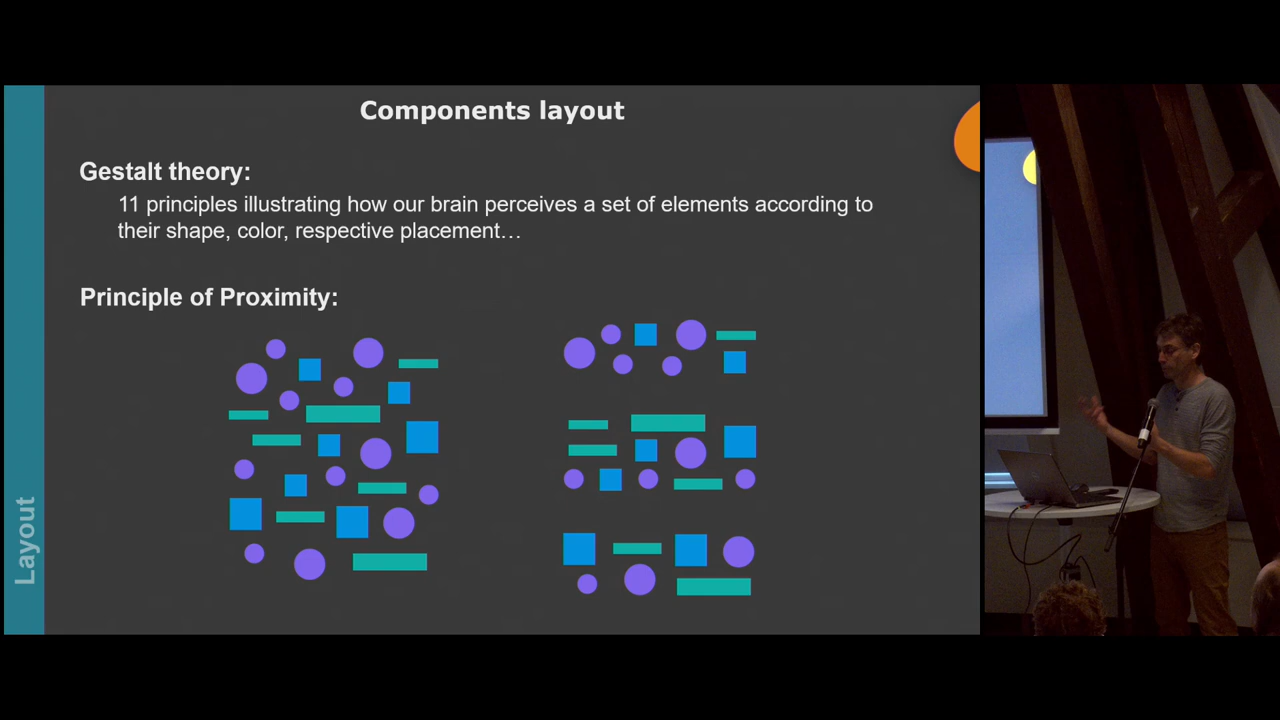 Components layout
Gestalt theory:
11 principles illustrating how our brain perceives a set of elements according to
their shape, color, respective placement…
Principle of Proximity:
Layout